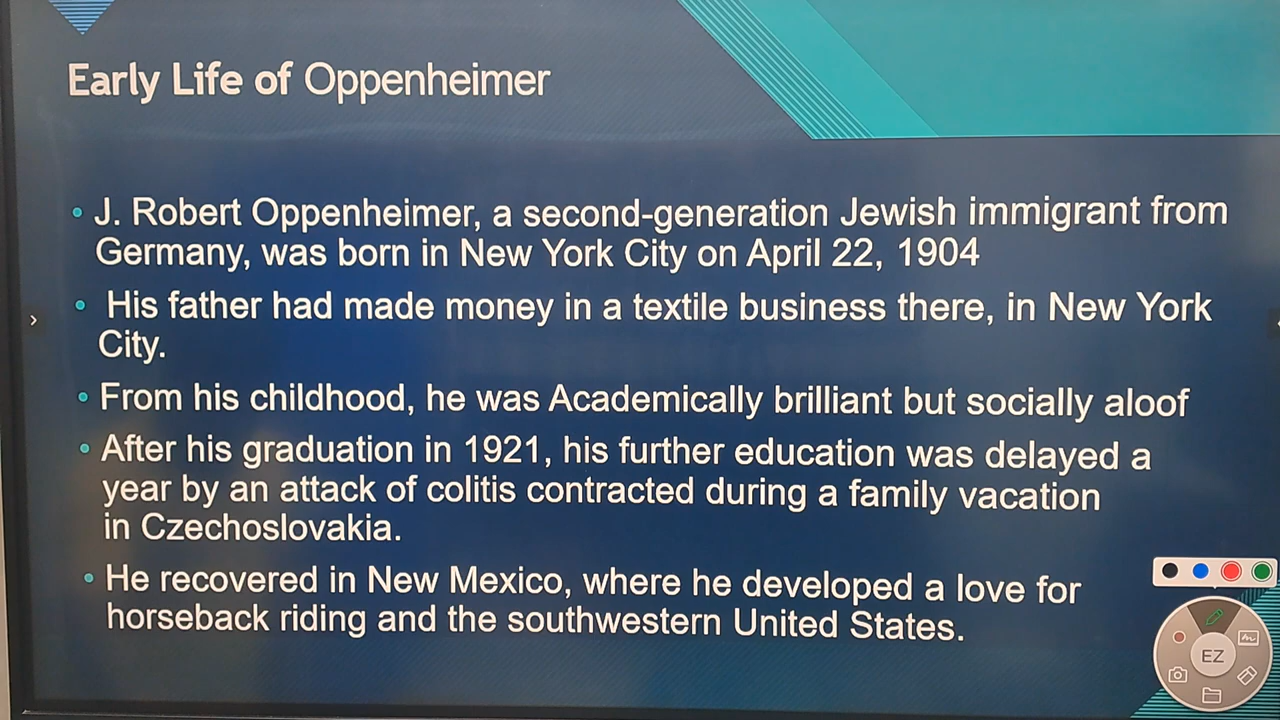 Early Life of Oppenheimer
• J. Robert Oppenheimer, a second-generation Jewish immigrant from
Germany, was born in New York City on April 22, 1904
• His father had made money in a textile business there, in New York
City.
• From his childhood, he was Academically brilliant but socially aloof
• After his graduation in 1921, his further education was delayed a
year by an attack of colitis contracted during a family vacation
in Czechoslovakia.
• He recovered in New Mexico, where he developed a love for
horseback riding and the southwestern United States.
EZ